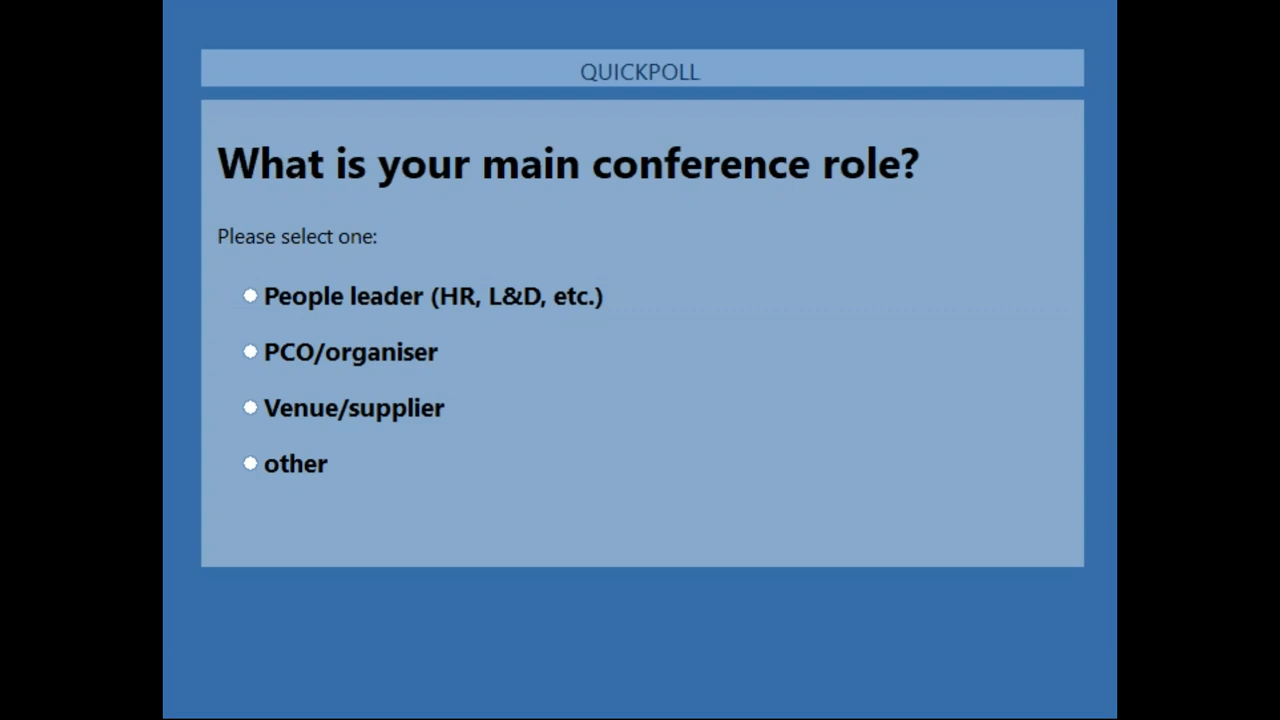 QUICKPOLL
What is your main conference role?
Please select one:
People leader (HR, L&D, etc.)
PCO/organiser
Venue/supplier
other